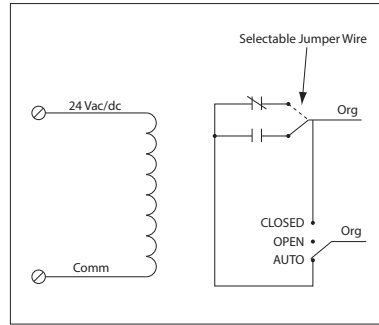 Selectable Jumper Wire
24 Vac/dc
Org
CLOSED
OPEN
Org
AUTO
Comm